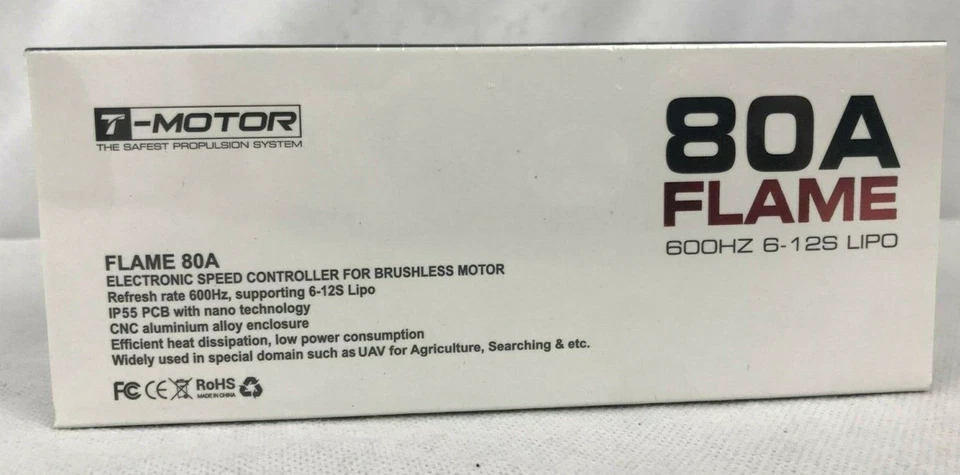 T-MOTOR
THE SAFEST PROPULSION SYSTEM
80A
FLAME
600HZ 6-12S LIPO
FLAME 80A
ELECTRONIC SPEED CONTROLLER FOR BRUSHLESS MOTOR
Refresh rate 600Hz, supporting 6-12S Lipo
IP55 PCB with nano technology
CNC aluminium alloy enclosure
Efficient heat dissipation, low power consumption
Widely used in special domain such as UAV for Agriculture, Searching & etc.
FC CE RoHS
MADE IN CHINA